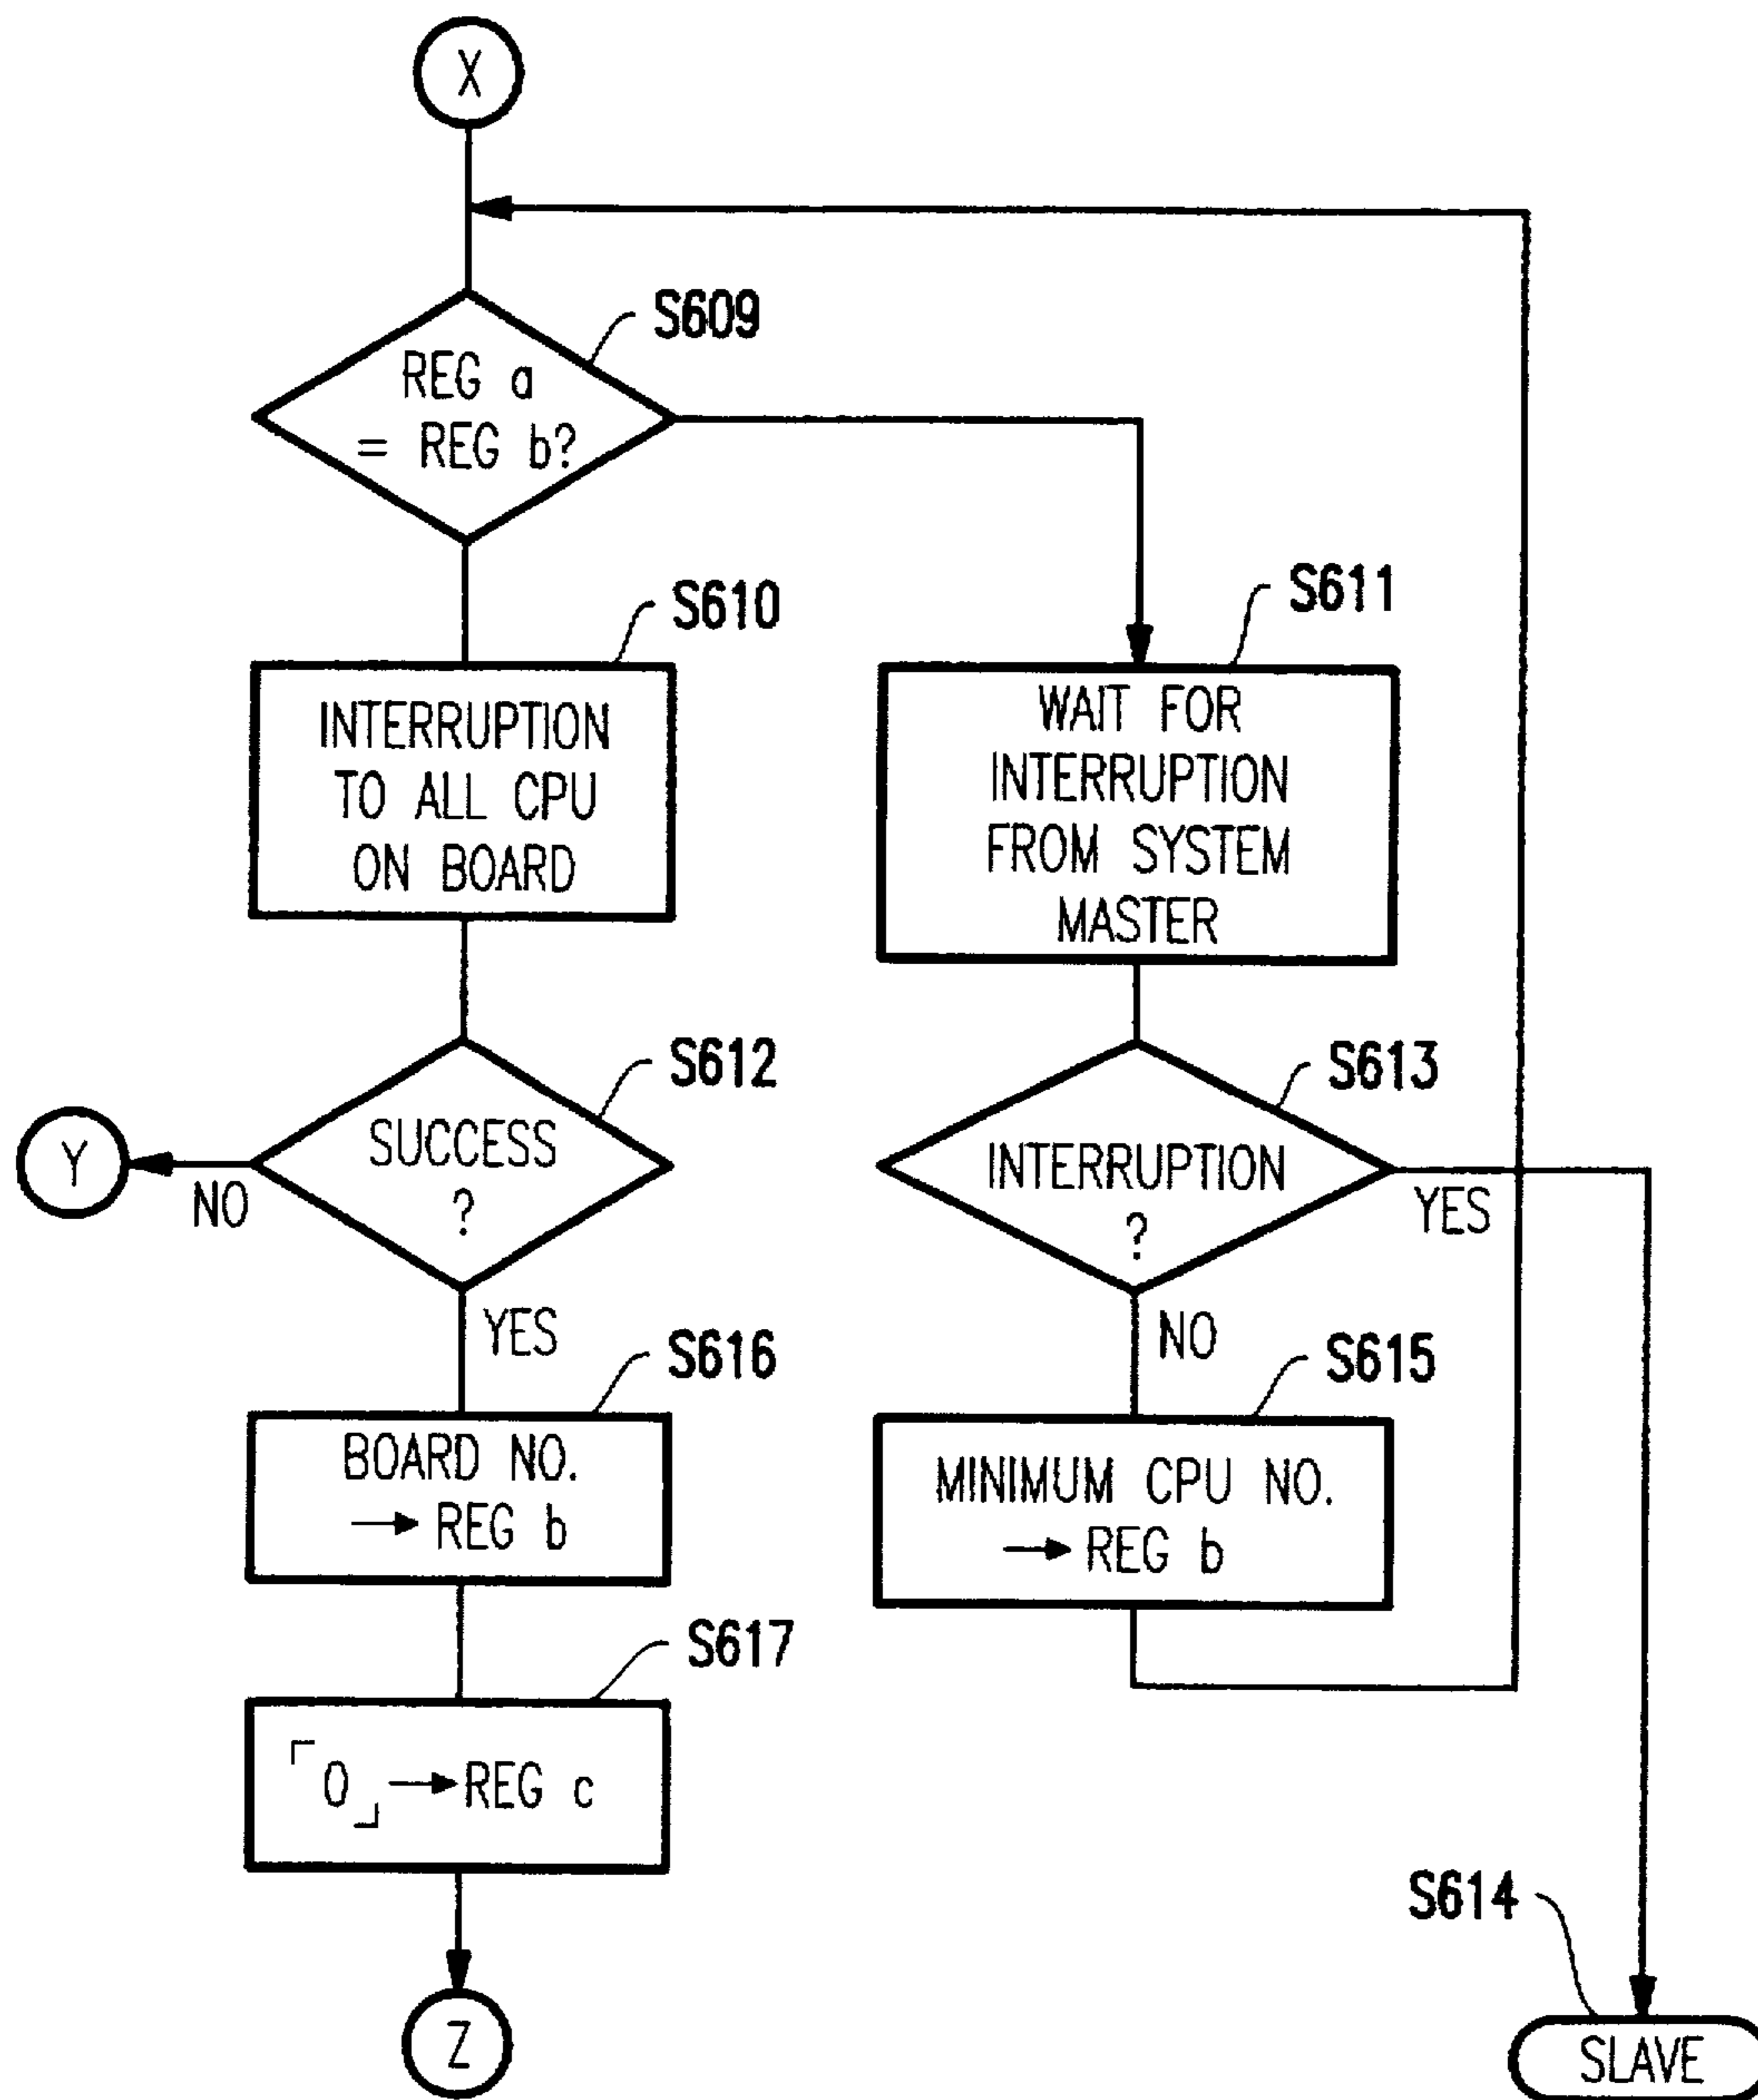 X
S609
REG a
= REG b?
S610
INTERRUPTION
TO ALL CPU
ON BOARD
S611
WAIT FOR
INTERRUPTION
FROM SYSTEM
MASTER
S612
SUCCESS
?
Y
NO
YES
S613
INTERRUPTION
?
YES
NO
S616
BOARD NO.
→ REG b
S615
MINIMUM CPU NO.
→ REG b
S617
「0」→ REG c
Z
S614
SLAVE